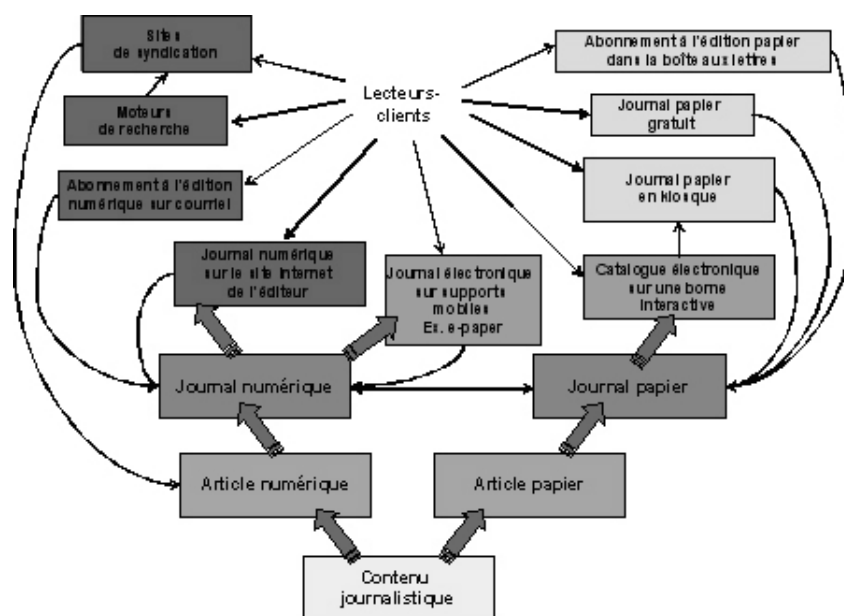 Sites
de syndication
Abonnement à l'édition papier
dans la boîte aux lettres
Lecteurs-
clients
Moteurs
de recherche
Journal papier
gratuit
Abonnement à l'édition
numérique sur courriel
Journal papier
en kiosque
Journal numérique
sur le site Internet
de l'éditeur
Journal électronique
sur supports
mobiles
Ex. e-paper
Catalogue électronique
sur une borne
interactive
Journal numérique
Journal papier
Article numérique
Article papier
Contenu
journalistique